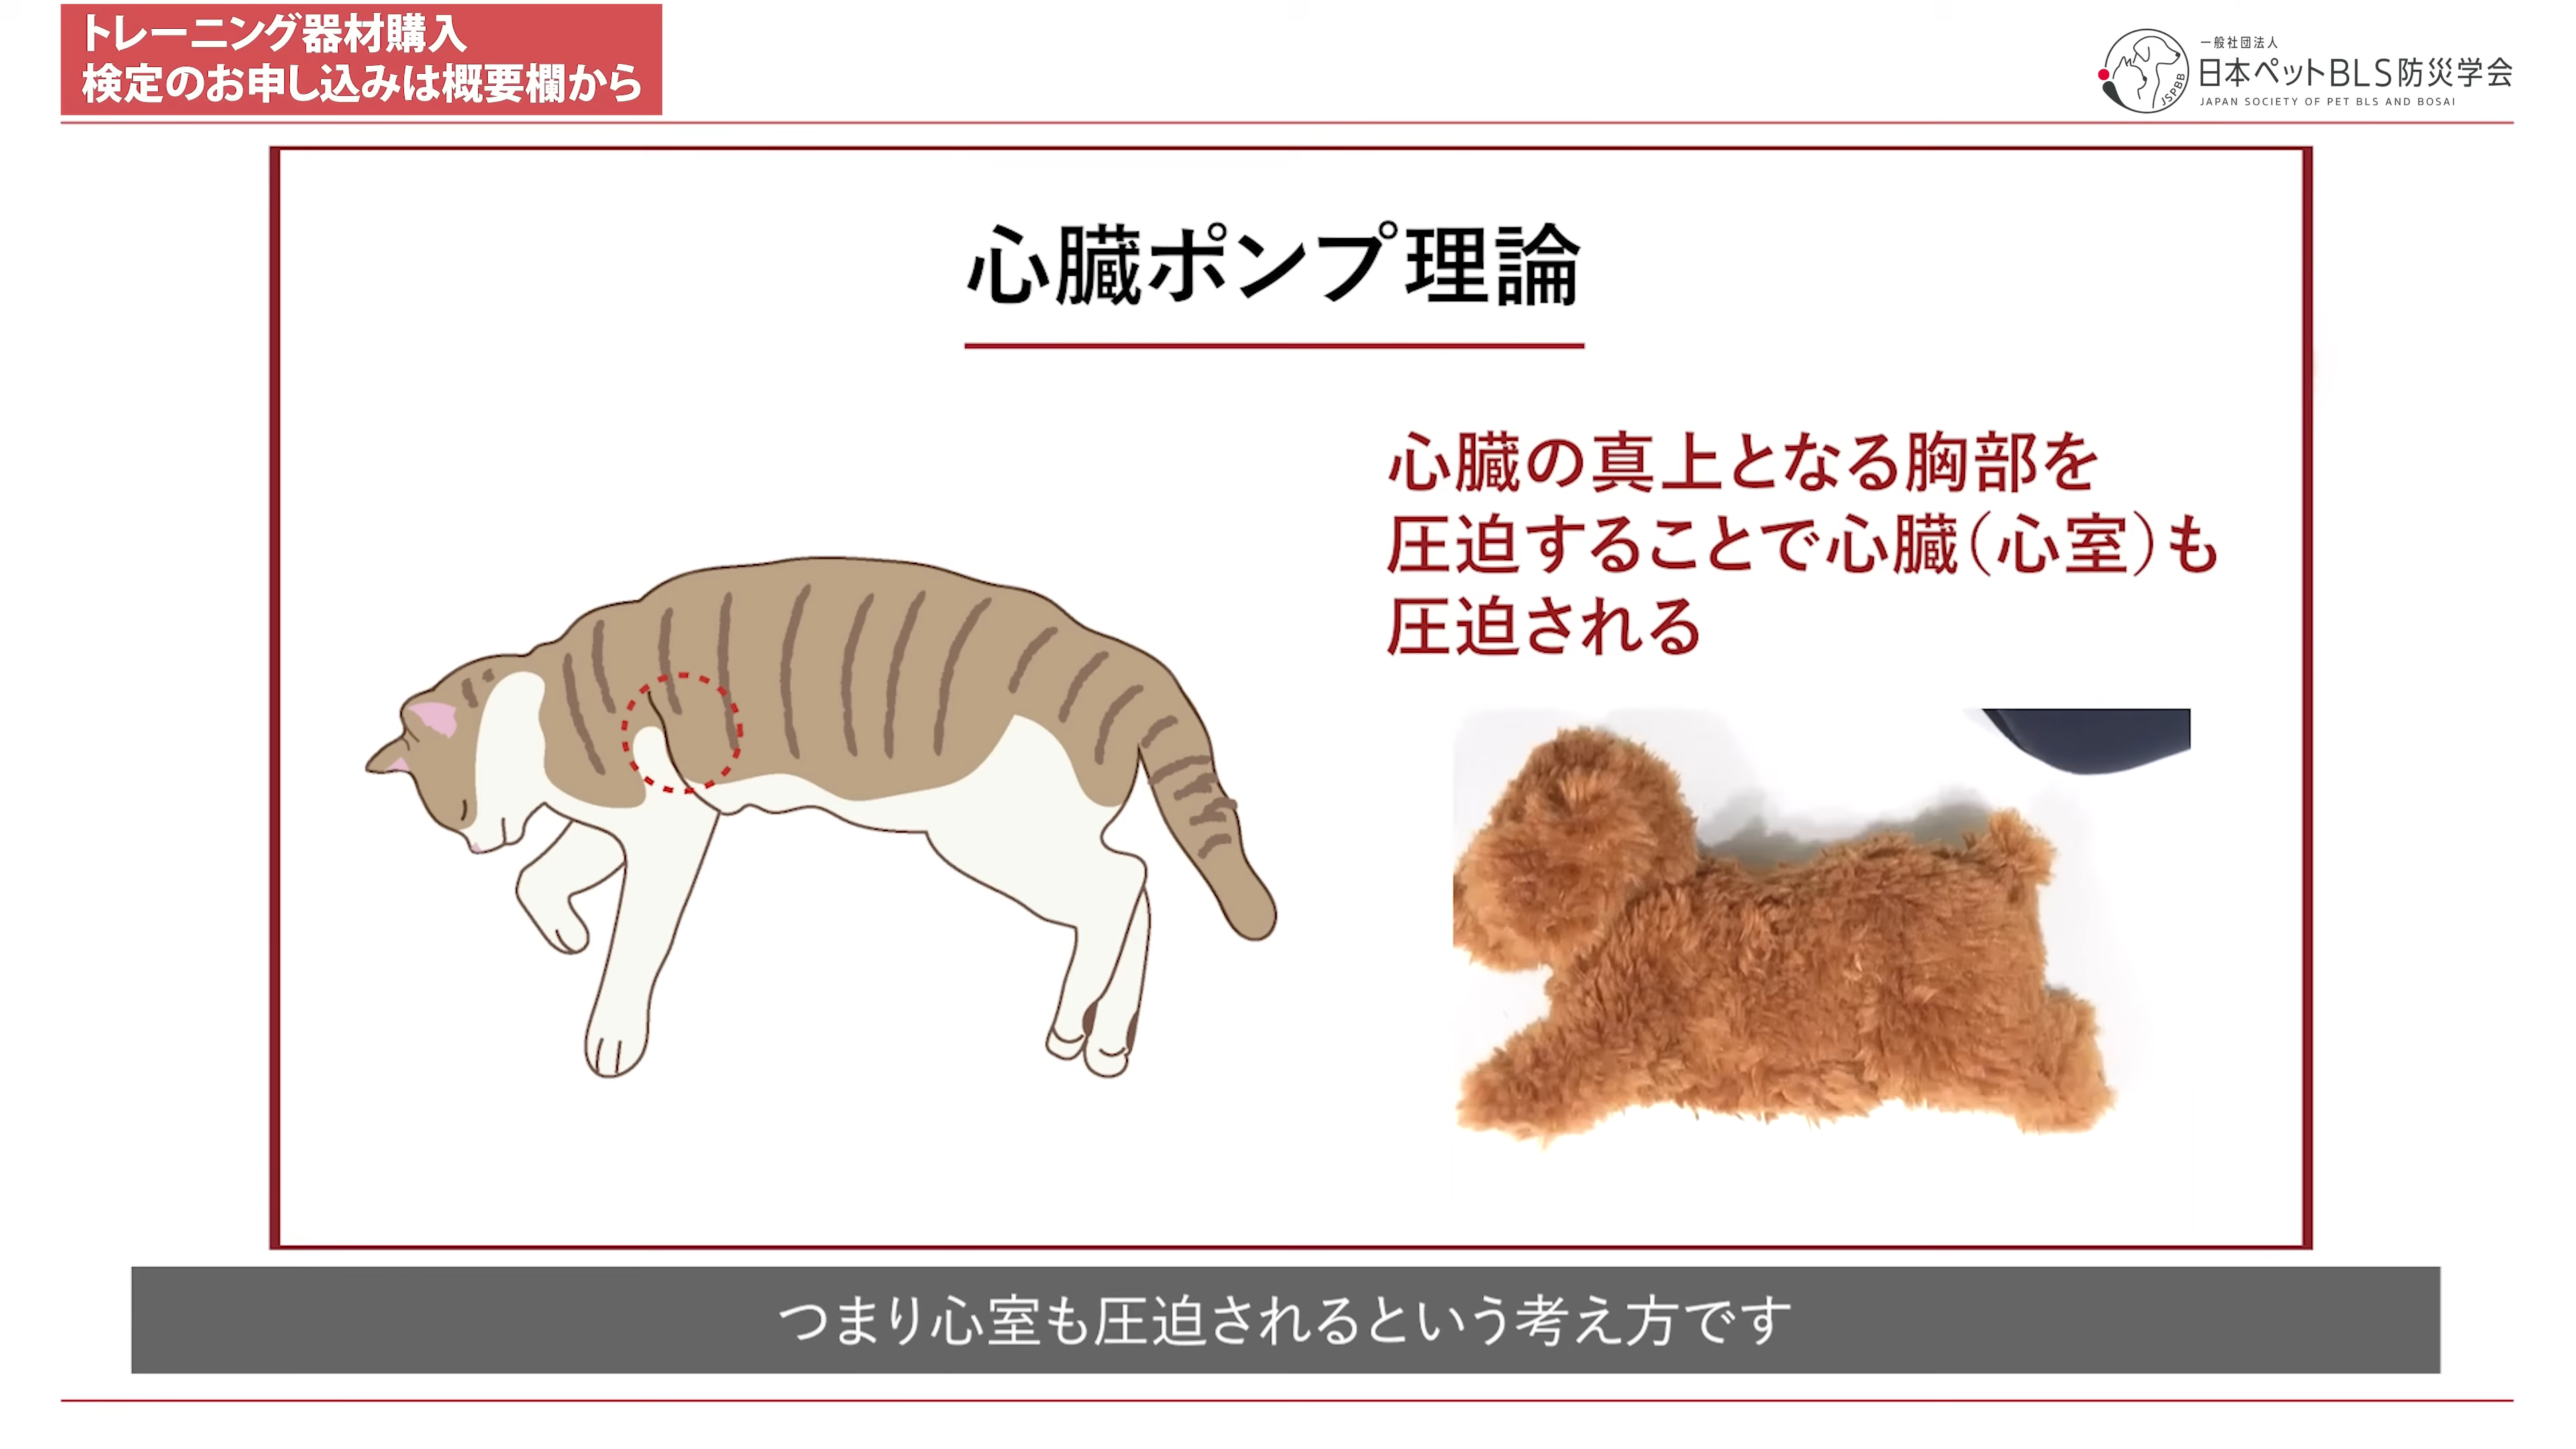 トレーニング器材購入
検定のお申し込みは概要欄から
一般社団法人
日本ペットBLS防災学会
JAPAN SOCIETY OF PET BLS AND BOSAI
JSPBB
心臓ポンプ理論
心臓の真上となる胸部を
圧迫することで心臓（心室）も
圧迫される
つまり心室も圧迫されるという考え方です